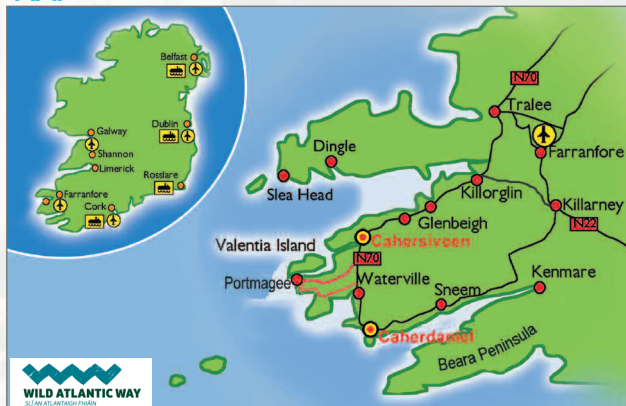 Belfast
Dublin
Galway
Shannon
Limerick
Rosslare
Farranfore
Cork
N70
Tralee
Dingle
Farranfore
Slea Head
Killorglin
Killarney
Glenbeigh
N22
Valentia Island
Cahersiveen
N70
Kenmare
Portmagee
Waterville
Sneem
Caherdaniel
Beara Peninsula
WILD ATLANTIC WAY
SLÍ AN ATLANTAIGH FHIÁIN